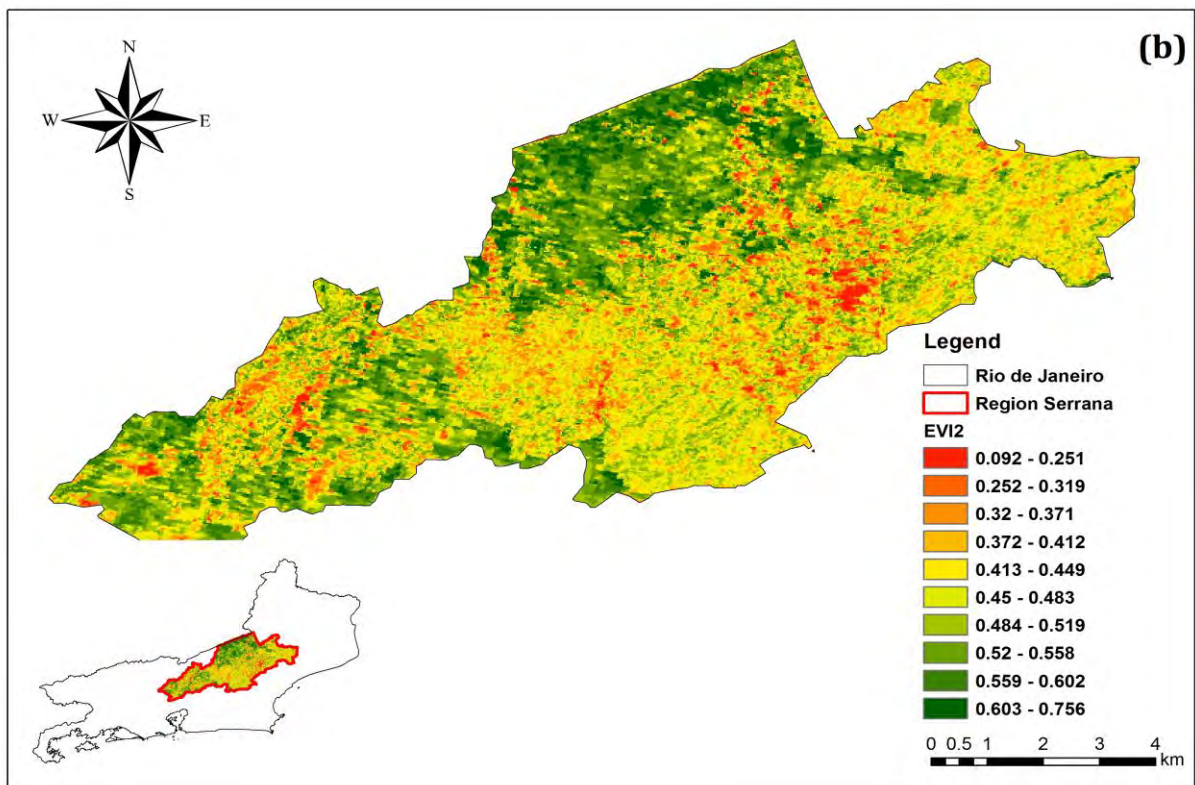 (b)
N
W E
S
Legend
Rio de Janeiro
Region Serrana
EVI2
0.092 - 0.251
0.252 - 0.319
0.32 - 0.371
0.372 - 0.412
0.413 - 0.449
0.45 - 0.483
0.484 - 0.519
0.52 - 0.558
0.559 - 0.602
0.603 - 0.756
0 0.5 1 2 3 4
km